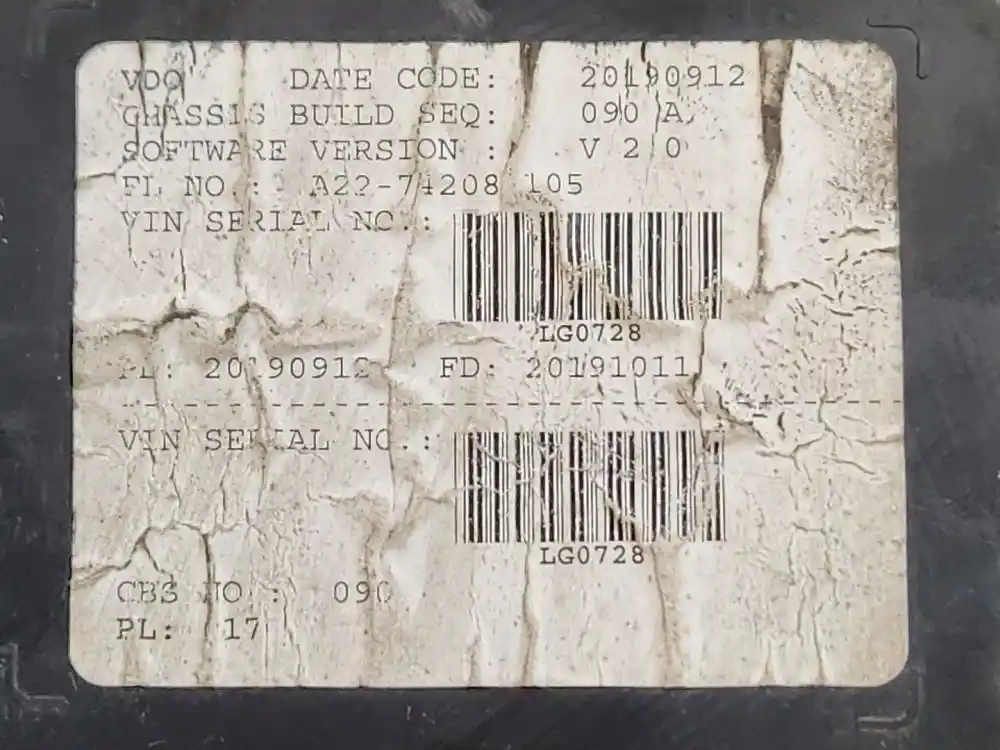 VDO DATE CODE: 20190912
CHASSIS BUILD SEQ: 090 A
SOFTWARE VERSION : V 2 0
FL NO.: A22-74208 105
VIN SERIAL NO.:
LG0728
20190912 FD: 20191011
VIN SERIAL NO.:
LG0728
CBS NO.: 090
PL: 17